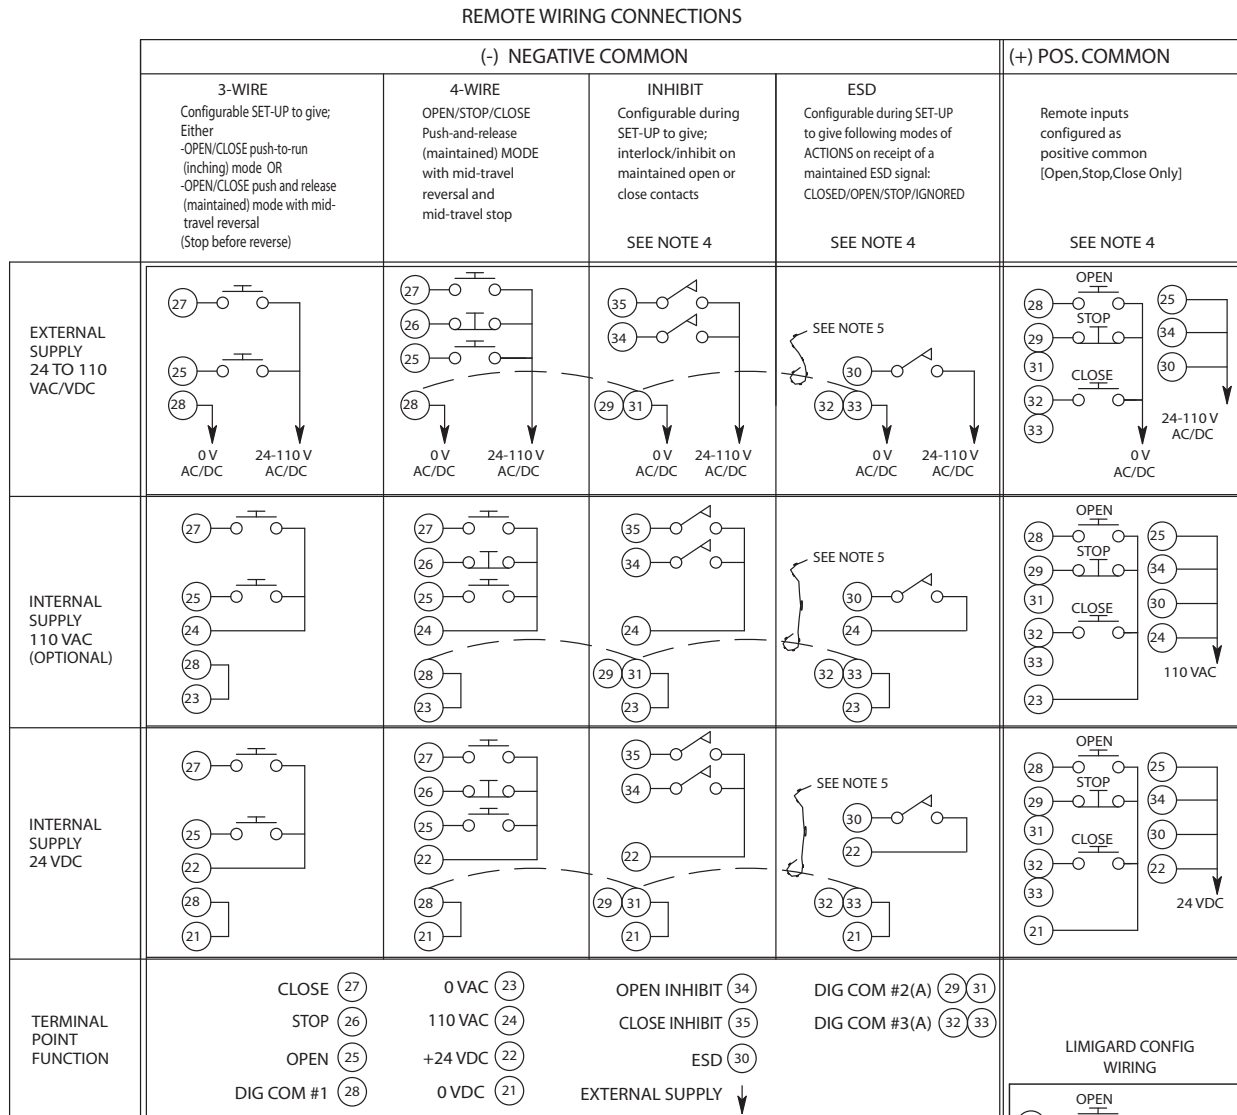 REMOTE WIRING CONNECTIONS
(-) NEGATIVE COMMON
(+) POS. COMMON
3-WIRE
Configurable SET-UP to give;
Either
-OPEN/CLOSE push-to-run
(inching) mode OR
-OPEN/CLOSE push and release
(maintained) mode with mid-
travel reversal
(Stop before reverse)
4-WIRE
OPEN/STOP/CLOSE
Push-and-release
(maintained) MODE
with mid-travel
reversal and
mid-travel stop
INHIBIT
Configurable during
SET-UP to give;
interlock/inhibit on
maintained open or
close contacts
SEE NOTE 4
ESD
Configurable during SET-UP
to give following modes of
ACTIONS on receipt of a
maintained ESD signal:
CLOSED/OPEN/STOP/IGNORED
SEE NOTE 4
Remote inputs
configured as
positive common
[Open,Stop,Close Only]
SEE NOTE 4
EXTERNAL
SUPPLY
24 TO 110
VAC/VDC
27
25
28
0 V
AC/DC
24-110 V
AC/DC
27
26
25
28
0 V
AC/DC
24-110 V
AC/DC
35
34
29 31
0 V
AC/DC
24-110 V
AC/DC
SEE NOTE 5
30
32 33
0 V
AC/DC
24-110 V
AC/DC
OPEN
28
STOP
29
31
CLOSE
32
33
0 V
AC/DC
25
34
30
24-110 V
AC/DC
INTERNAL
SUPPLY
110 VAC
(OPTIONAL)
27
25
24
28
23
27
26
25
24
28
23
35
34
24
29 31
23
SEE NOTE 5
30
24
32 33
23
OPEN
28
STOP
29
31
CLOSE
32
33
23
25
34
30
24
110 VAC
INTERNAL
SUPPLY
24 VDC
27
25
22
28
21
27
26
25
22
28
21
35
34
22
29 31
21
SEE NOTE 5
30
22
32 33
21
OPEN
28
STOP
29
31
CLOSE
32
33
21
25
34
30
22
24 VDC
TERMINAL
POINT
FUNCTION
CLOSE 27
STOP 26
OPEN 25
DIG COM #1 28
0 VAC 23
110 VAC 24
+24 VDC 22
0 VDC 21
OPEN INHIBIT 34
CLOSE INHIBIT 35
ESD 30
EXTERNAL SUPPLY
DIG COM #2(A) 29 31
DIG COM #3(A) 32 33
LIMIGARD CONFIG
WIRING
OPEN